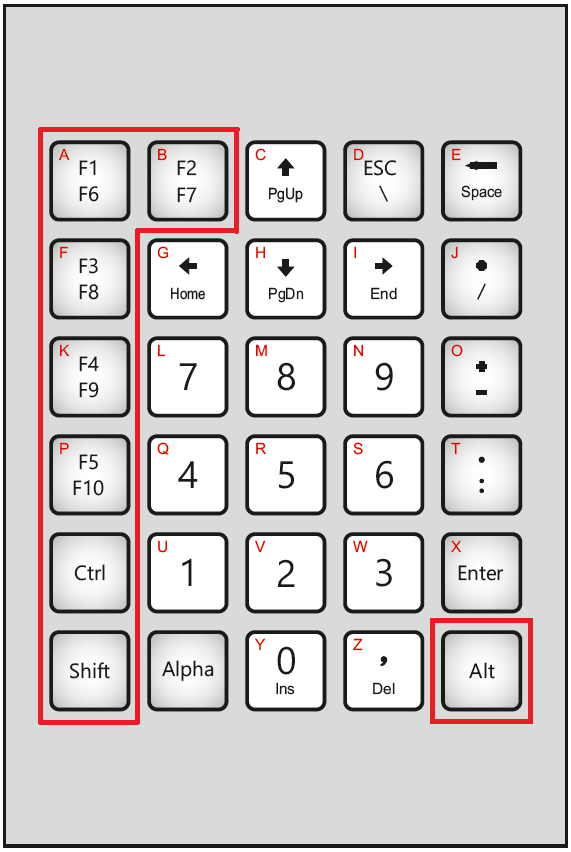 A F1 B F2 C D ESC E
F6 F7 PgUp \ Space
F F3 G H I J
F8 Home PgDn End /
K F4 L 7 M 8 N 9 O +
F9 -
P F5 Q 4 R 5 S 6 T .
F10 :
Ctrl U 1 V 2 W 3 X Enter
Shift Alpha Y 0 Z , Alt
Ins Del